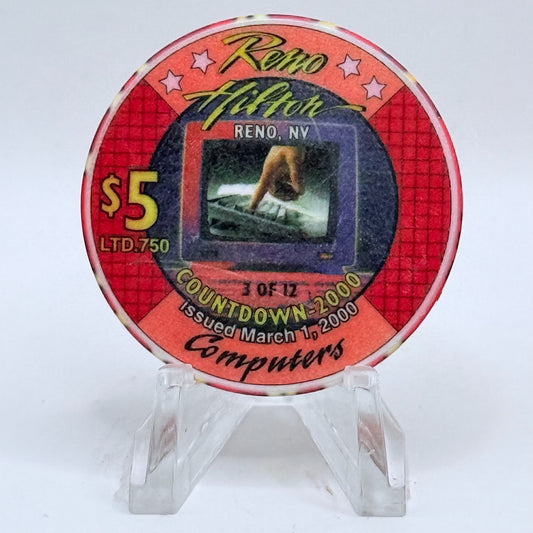 Reno
Hilton
RENO, NV
$5
LTD.750
3 OF 12
COUNTDOWN-2000
Issued March 1, 2000
Computers